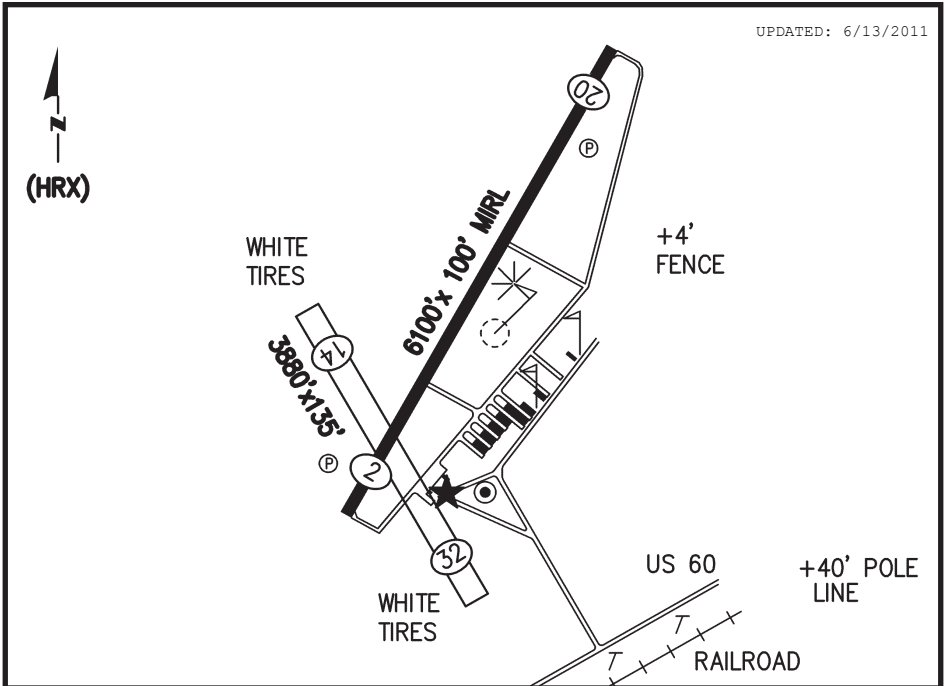 UPDATED: 6/13/2011
N
(HRX)
20
P
+4'
FENCE
WHITE
TIRES
6100'x 100' MIRL
14
3880'x135'
P
2
32
US 60
+40' POLE
LINE
WHITE
TIRES
T
T
RAILROAD